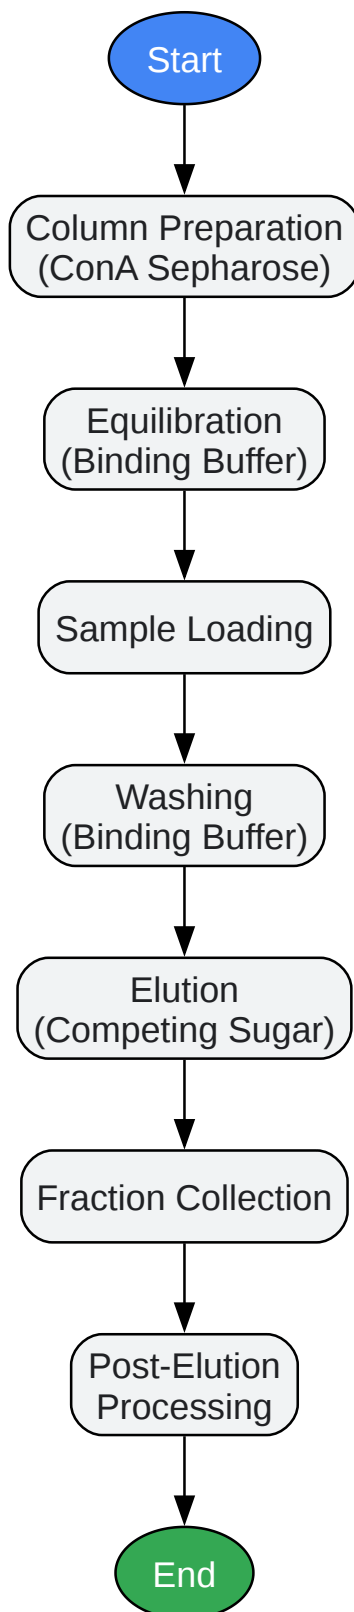 Start
Column Preparation
(ConA Sepharose)
Equilibration
(Binding Buffer)
Sample Loading
Washing
(Binding Buffer)
Elution
(Competing Sugar)
Fraction Collection
Post-Elution
Processing
End